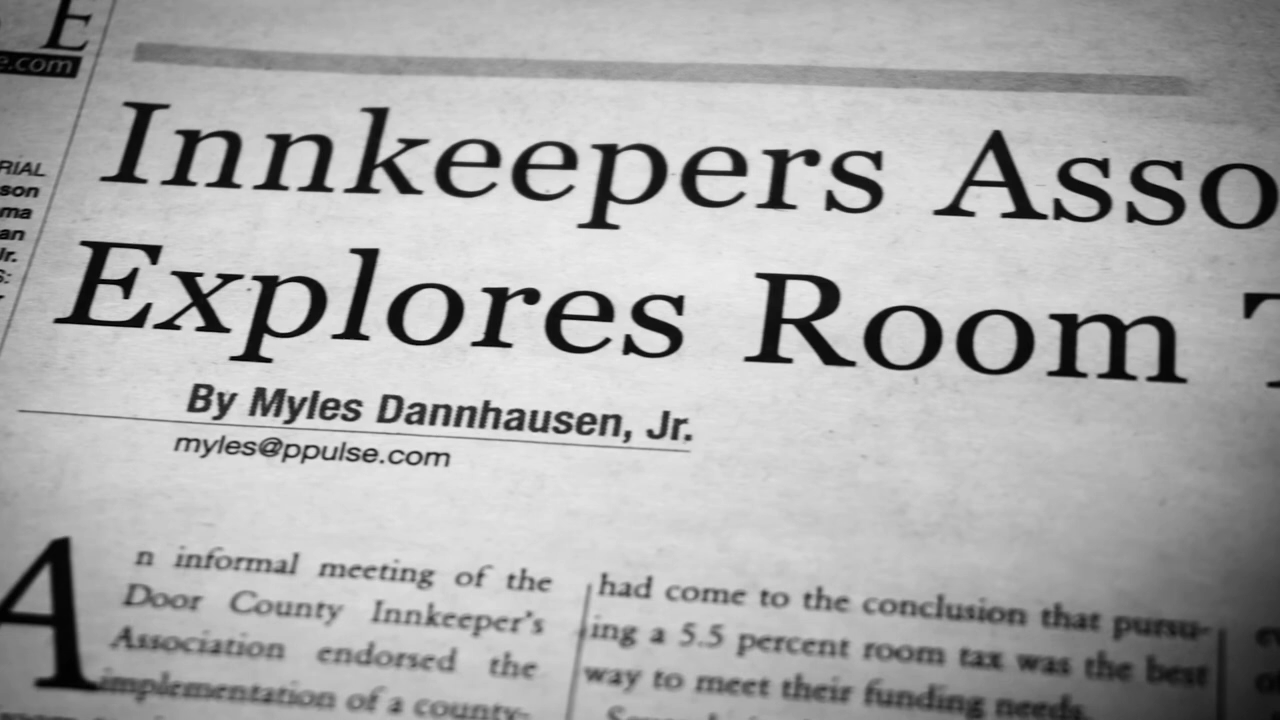 E
e.com
RIAL
son
ma
an
Jr.
S:
Innkeepers Asso
Explores Room T
By Myles Dannhausen, Jr.
myles@ppulse.com
An informal meeting of the
Door County Innkeeper's
Association endorsed the
implementation of a county-
had come to the conclusion that pursu-
ing a 5.5 percent room tax was the best
way to meet their funding needs.